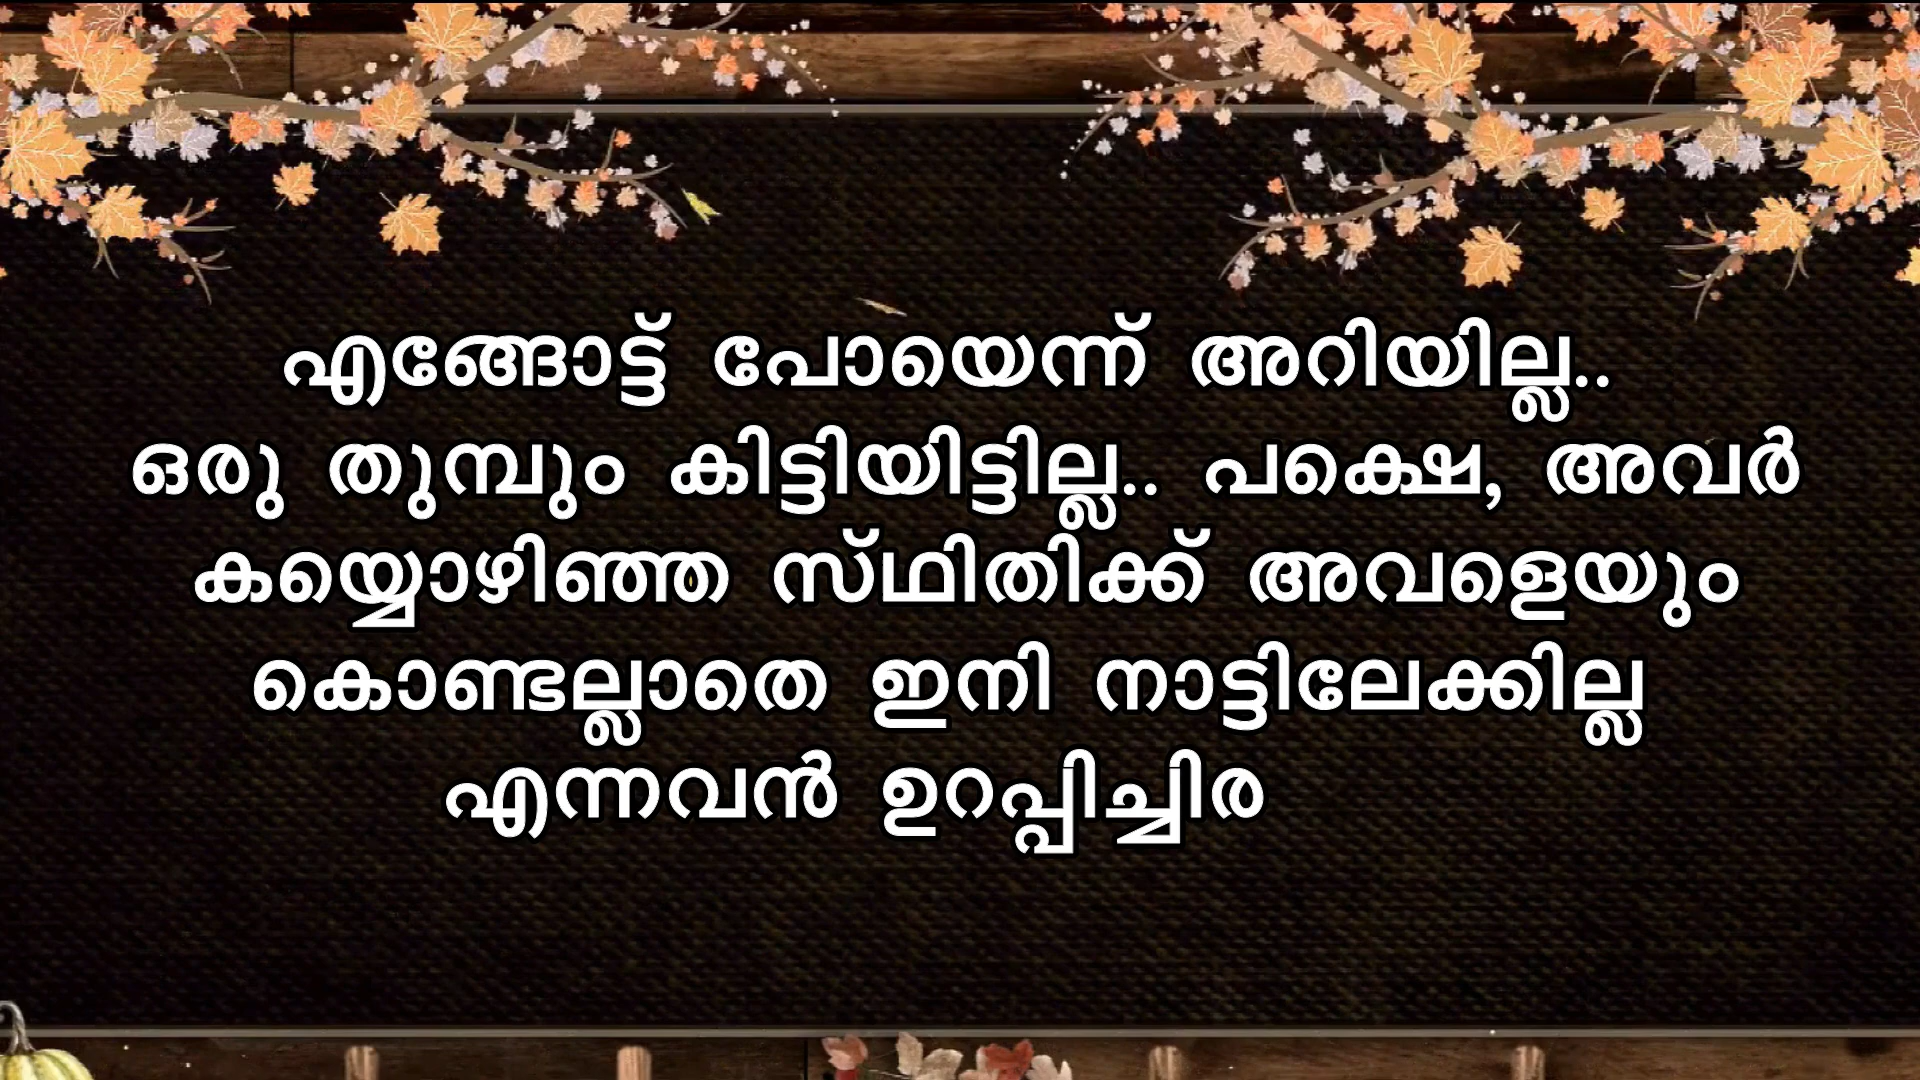 എങ്ങോട്ട് പോയെന്ന് അറിയില്ല..
ഒരു തുമ്പും കിട്ടിയിട്ടില്ല.. പക്ഷെ, അവർ
കയ്യൊഴിഞ്ഞ സ്ഥിതിക്ക് അവളെയും
കൊണ്ടല്ലാതെ ഇനി നാട്ടിലേക്കില്ല
എന്നവൻ ഉറപ്പിച്ചിര